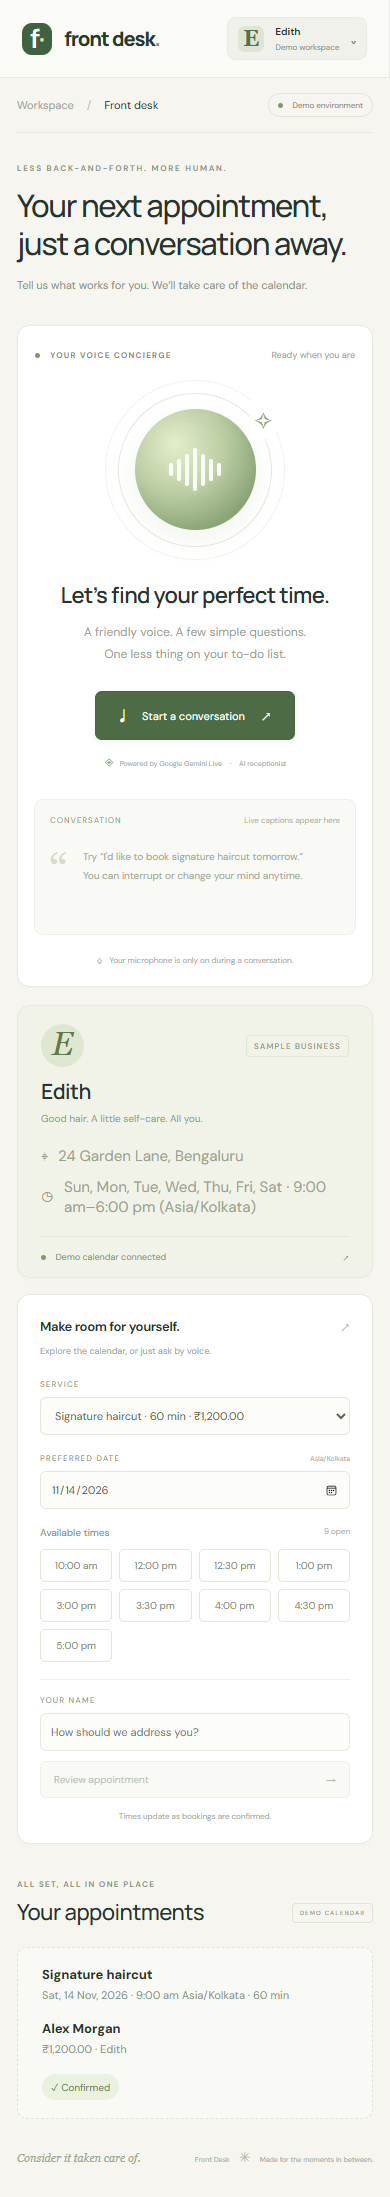 f
front desk.
E
Edith
Demo workspace
Workspace / Front desk
Demo environment
LESS BACK-AND-FORTH. MORE HUMAN.
Your next appointment,
just a conversation away.
Tell us what works for you. We'll take care of the calendar.
YOUR VOICE CONCIERGE
Ready when you are
Let's find your perfect time.
A friendly voice. A few simple questions.
One less thing on your to-do list.
Start a conversation ↗
Powered by Google Gemini Live · AI receptionist
CONVERSATION
Live captions appear here
“ Try “I'd like to book signature haircut tomorrow.”
You can interrupt or change your mind anytime.
Your microphone is only on during a conversation.
E
SAMPLE BUSINESS
Edith
Good hair. A little self-care. All you.
24 Garden Lane, Bengaluru
Sun, Mon, Tue, Wed, Thu, Fri, Sat · 9:00
am–6:00 pm (Asia/Kolkata)
Demo calendar connected ↗
Make room for yourself. ↗
Explore the calendar, or just ask by voice.
SERVICE
Signature haircut · 60 min · ₹1,200.00
PREFERRED DATE
Asia/Kolkata
11/14/2026
Available times
9 open
10:00 am 12:00 pm 12:30 pm 1:00 pm
3:00 pm 3:30 pm 4:00 pm 4:30 pm
5:00 pm
YOUR NAME
How should we address you?
Review appointment →
Times update as bookings are confirmed.
ALL SET, ALL IN ONE PLACE
Your appointments
DEMO CALENDAR
Signature haircut
Sat, 14 Nov, 2026 · 9:00 am Asia/Kolkata · 60 min
Alex Morgan
₹1,200.00 · Edith
✓ Confirmed
Consider it taken care of.
Front Desk ✳ Made for the moments in between.